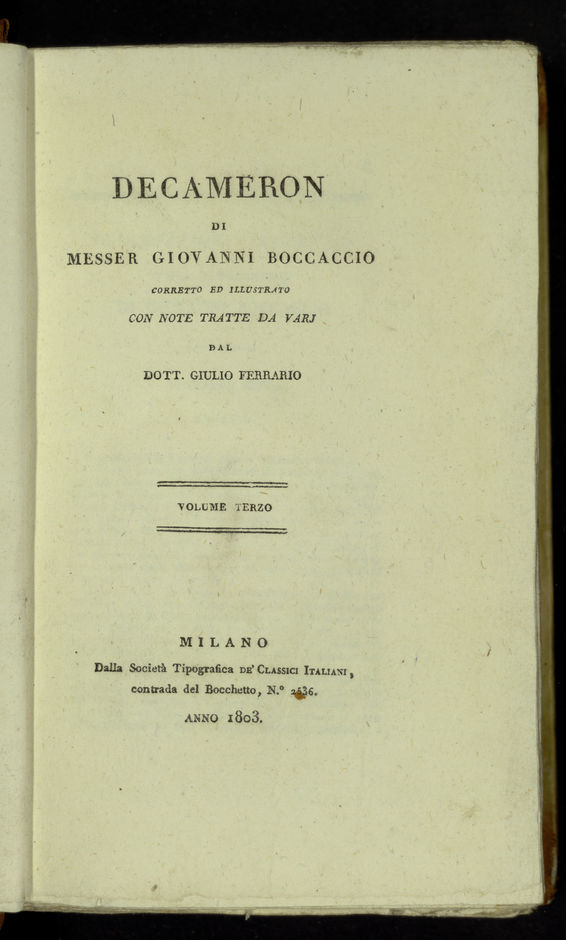 DECAMERON
DI
MESSER GIOVANNI BOCCACCIO
CORRETTO ED ILLUSTRATO
CON NOTE TRATTE DA VARJ
DAL
DOTT. GIULIO FERRARIO
VOLUME TERZO
MILANO
Dalla Società Tipografica DE' CLASSICI ITALIANI,
contrada del Bocchetto, N.°
ANNO 1803.